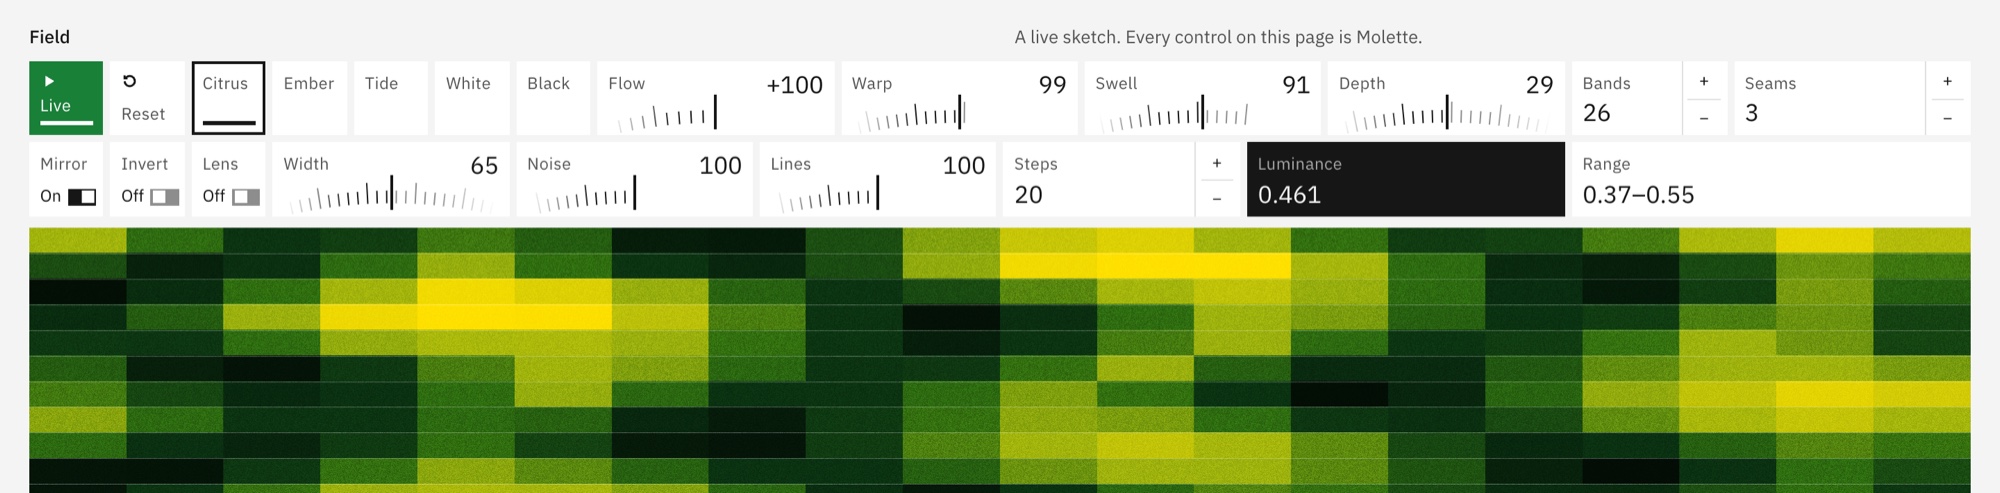 Field
A live sketch. Every control on this page is Molette.
Live
Reset
Citrus
Ember
Tide
White
Black
Flow +100
Warp 99
Swell 91
Depth 29
Bands +
26 −
Seams +
3 −
Mirror
On
Invert
Off
Lens
Off
Width 65
Noise 100
Lines 100
Steps +
20 −
Luminance
0.461
Range
0.37–0.55